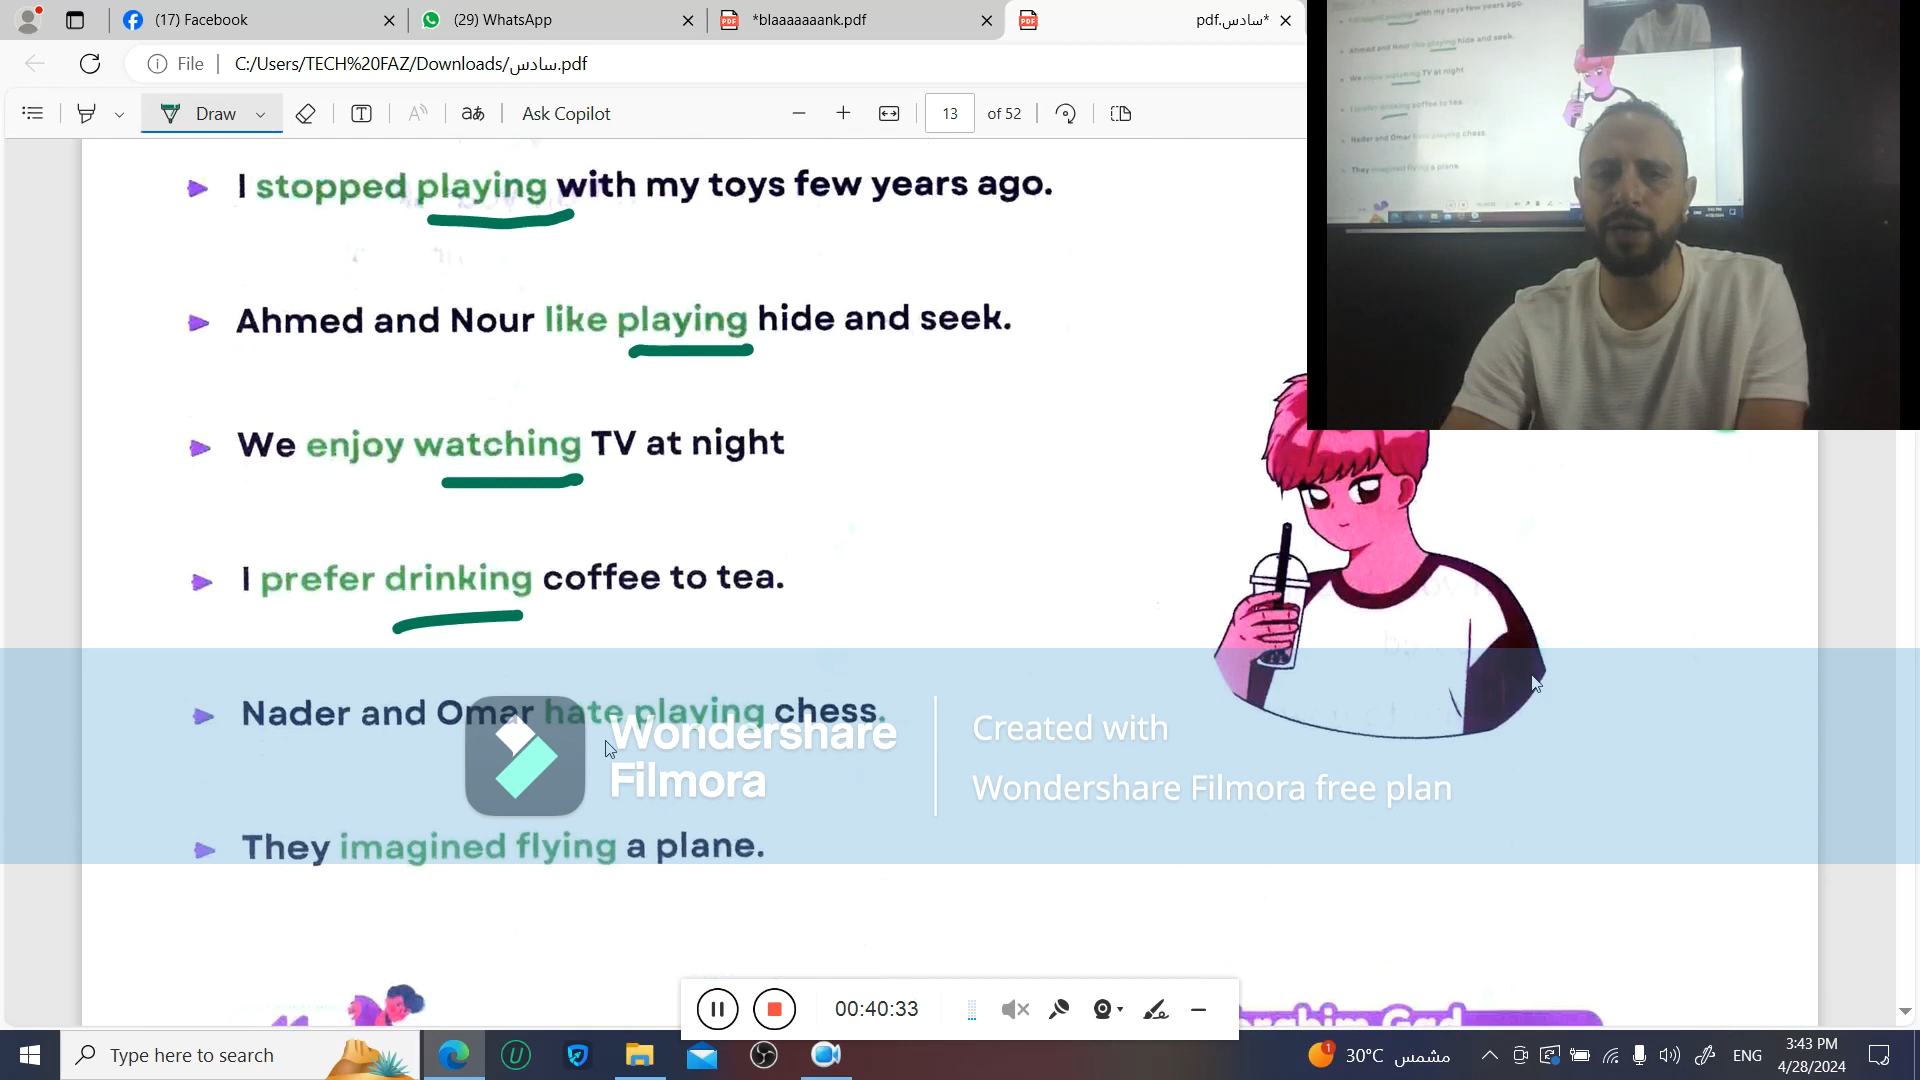 (17) Facebook
(29) WhatsApp
*blaaaaaank.pdf
*سادس.pdf
File
C:/Users/TECH%20FAZ/Downloads/سادس.pdf
Draw
Ask Copilot
13
of 52
I stopped playing with my toys few years ago.
Ahmed and Nour like playing hide and seek.
We enjoy watching TV at night
I prefer drinking coffee to tea.
Nader and Omar hate playing chess.
They imagined flying a plane.
Wondershare
Filmora
Created with
Wondershare Filmora free plan
00:40:33
Type here to search
1
30°C
مشمس
ENG
3:43 PM
4/28/2024